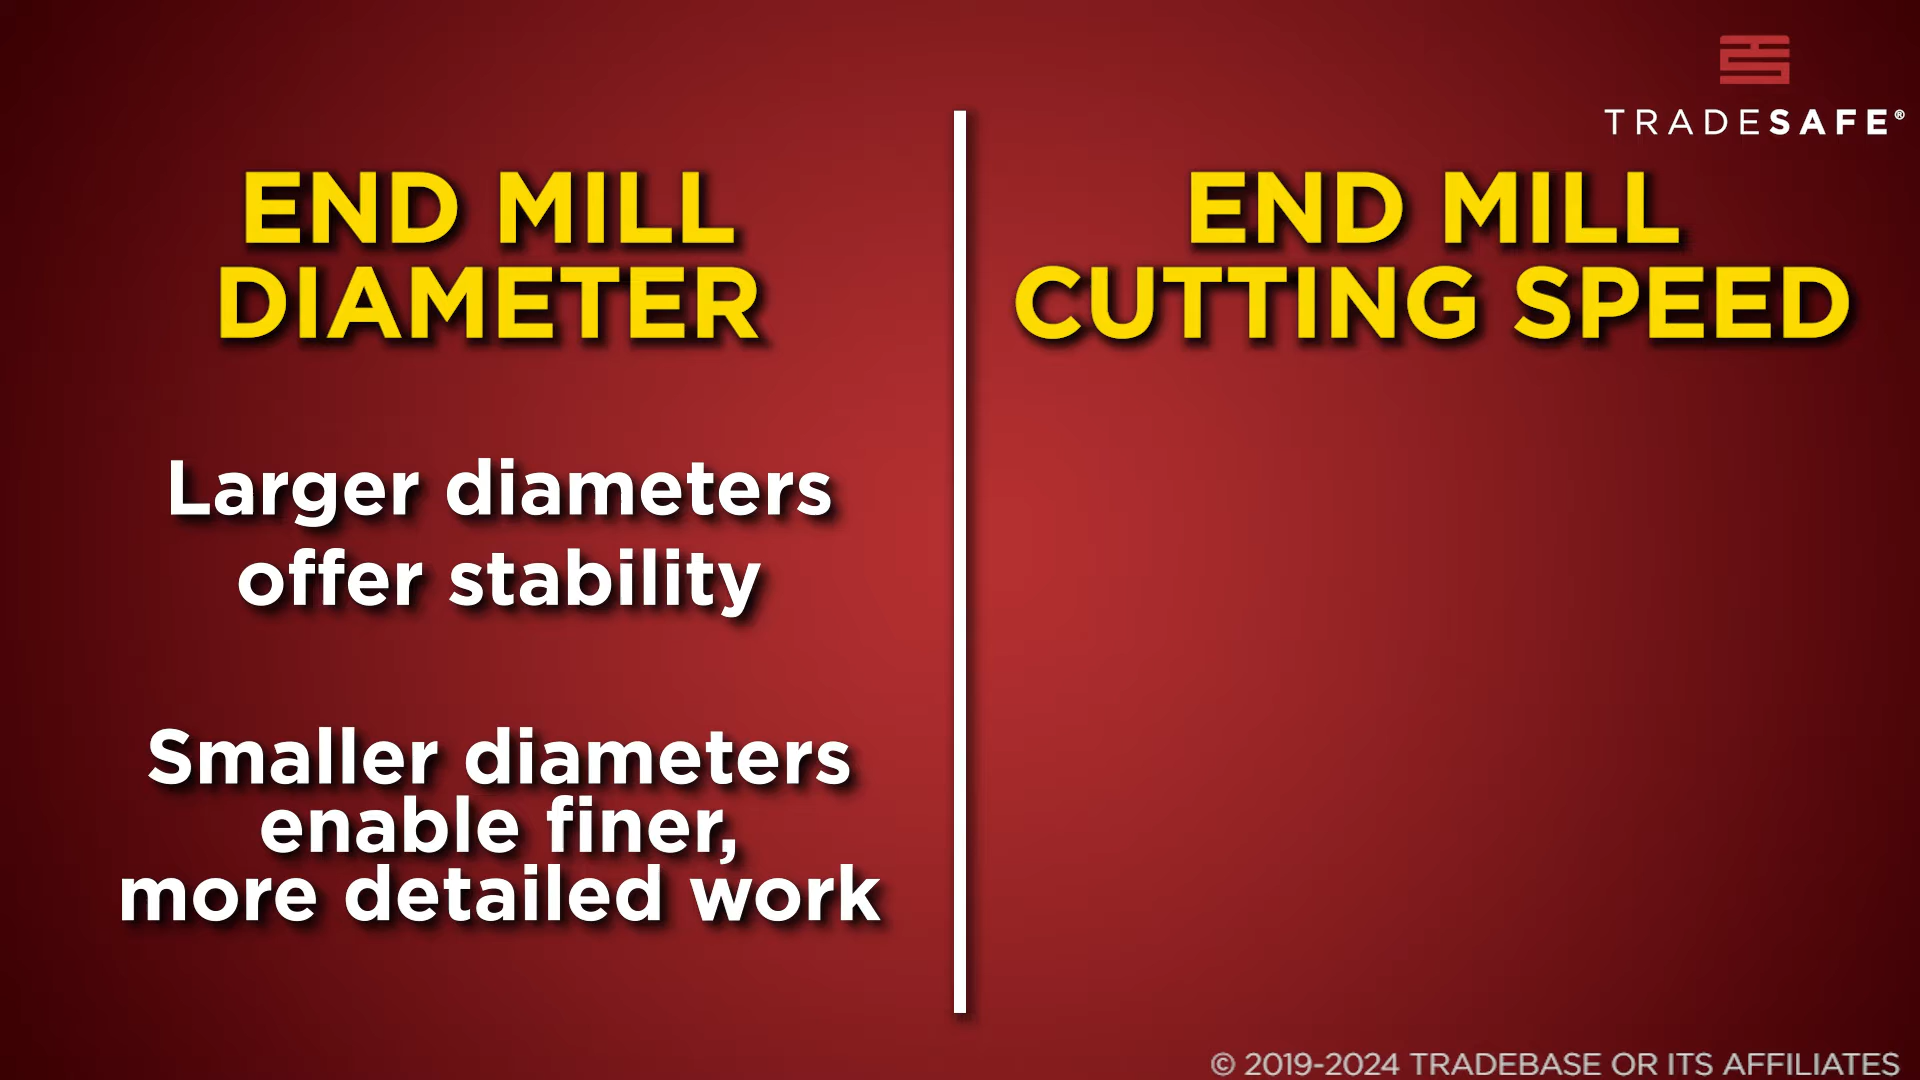 TRADESAFE®
END MILL
DIAMETER
Larger diameters
offer stability
Smaller diameters
enable finer,
more detailed work
END MILL
CUTTING SPEED
© 2019-2024 TRADEBASE OR ITS AFFILIATES